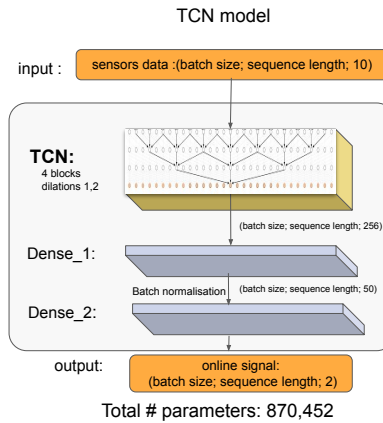 TCN model
input :
sensors data :(batch size; sequence length; 10)
TCN:
4 blocks
dilations 1,2
(batch size; sequence length; 256)
Dense_1:
Batch normalisation
(batch size; sequence length; 50)
Dense_2:
output:
online signal:
(batch size; sequence length; 2)
Total # parameters: 870,452